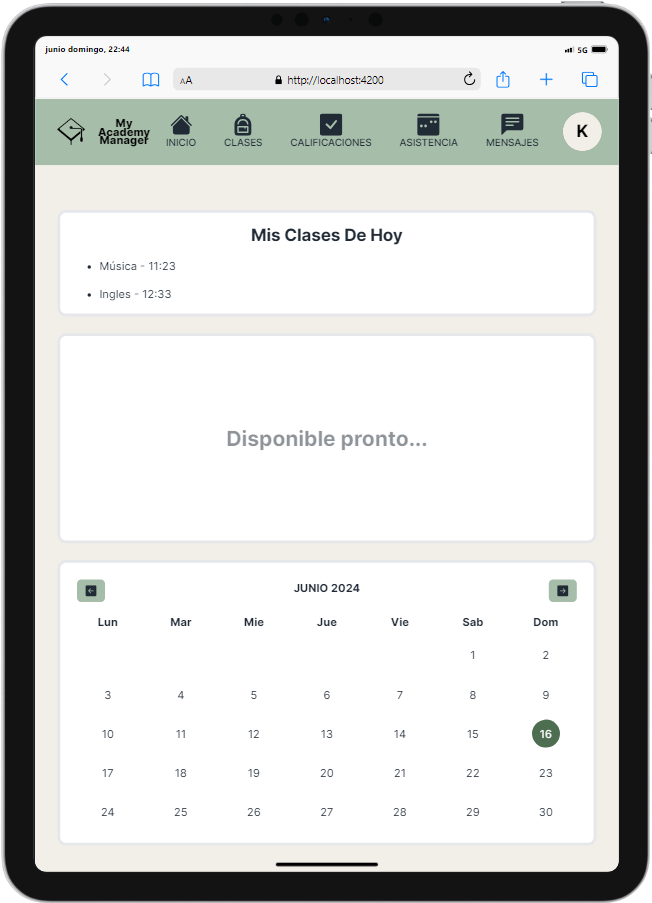 junio domingo, 22:44
5G
AA
http://localhost:4200
My
Academy
Manager
INICIO
CLASES
CALIFICACIONES
ASISTENCIA
MENSAJES
K
Mis Clases De Hoy
• Música - 11:23
• Ingles - 12:33
Disponible pronto...
JUNIO 2024
Lun Mar Mie Jue Vie Sab Dom
1 2
3 4 5 6 7 8 9
10 11 12 13 14 15 16
17 18 19 20 21 22 23
24 25 26 27 28 29 30